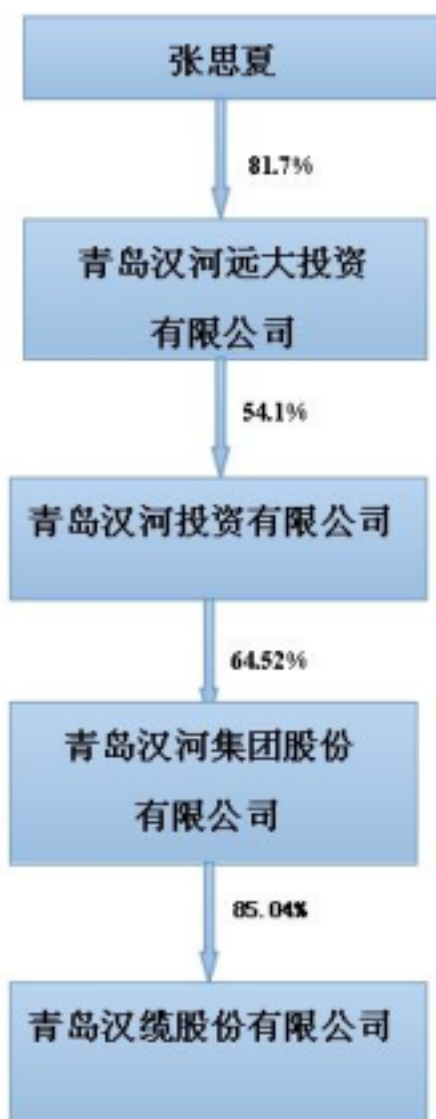 张思夏
81.7%
青岛汉河远大投资
有限公司
54.1%
青岛汉河投资有限公司
64.52%
青岛汉河集团股份
有限公司
85.04%
青岛汉缆股份有限公司